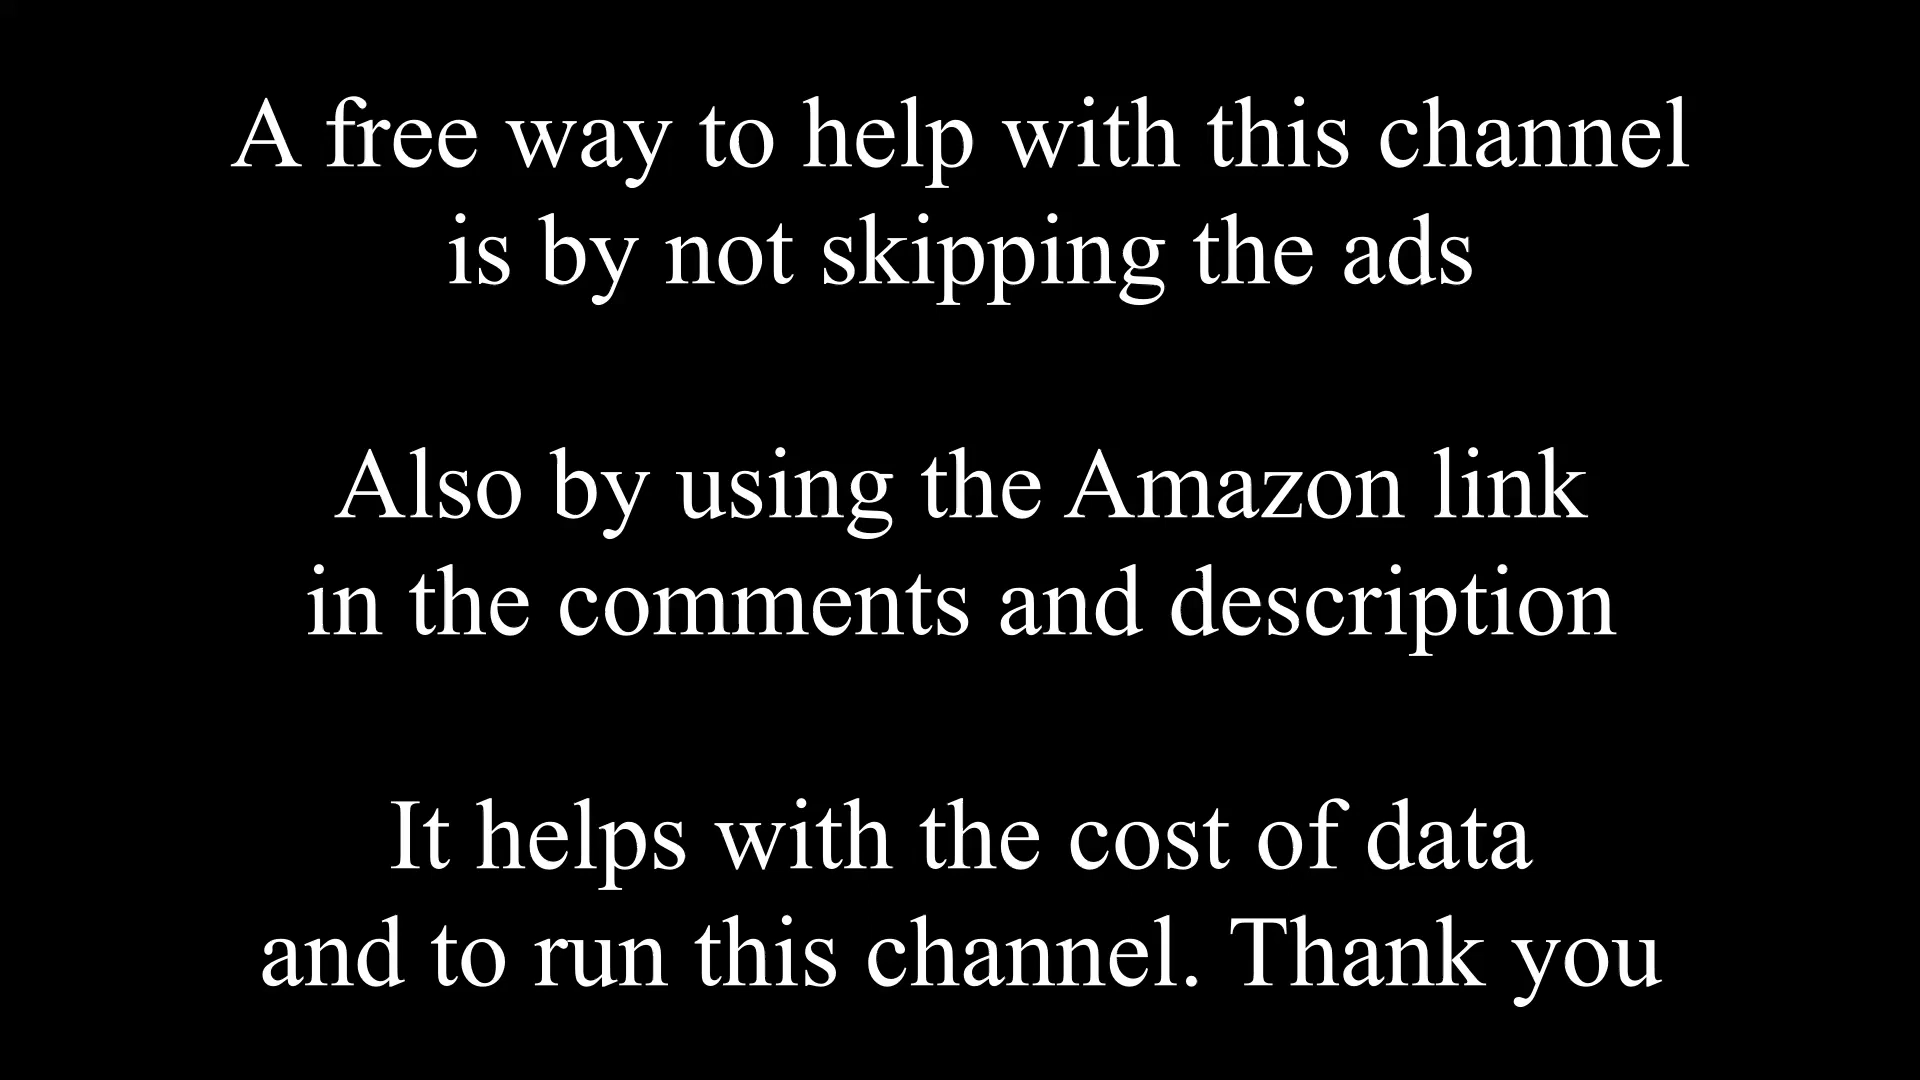 A free way to help with this channel
is by not skipping the ads
Also by using the Amazon link
in the comments and description
It helps with the cost of data
and to run this channel. Thank you